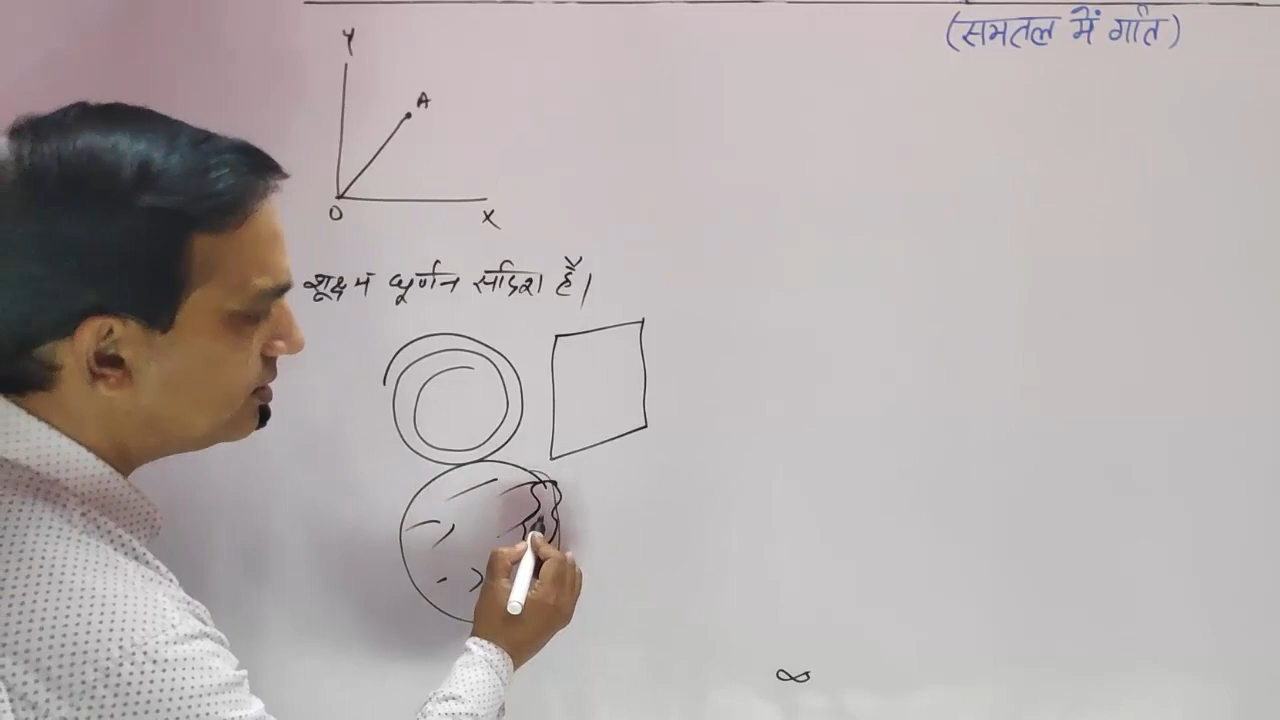 (समतल में गति)
Y
A
O
X
शूक्ष्म घूर्णन सदिश है।
∞